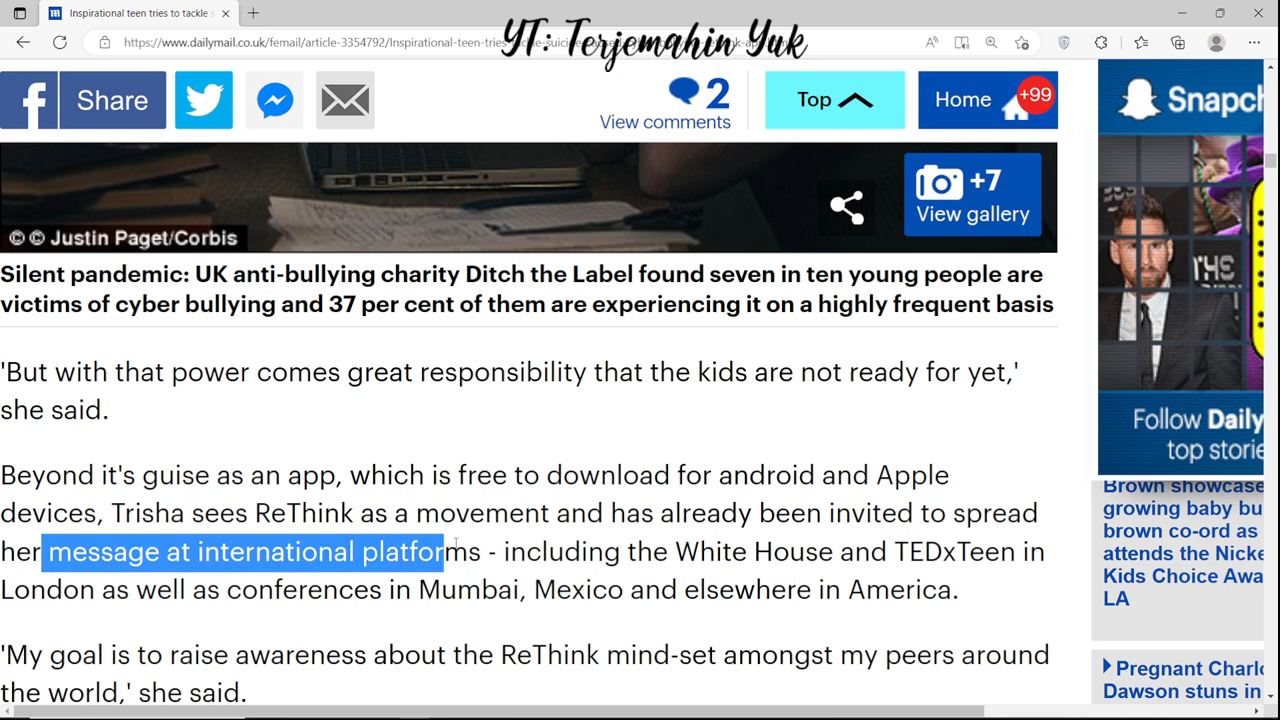 Inspirational teen tries to tackle s
YT: Terjemahin Yuk
https://www.dailymail.co.uk/femail/article-3354792/Inspirational-teen-tries-
Share
2
View comments
Top
Home
+99
Snapch
+7
View gallery
© © Justin Paget/Corbis
Silent pandemic: UK anti-bullying charity Ditch the Label found seven in ten young people are
victims of cyber bullying and 37 per cent of them are experiencing it on a highly frequent basis
'But with that power comes great responsibility that the kids are not ready for yet,'
she said.
Beyond it's guise as an app, which is free to download for android and Apple
devices, Trisha sees ReThink as a movement and has already been invited to spread
her message at international platforms - including the White House and TEDxTeen in
London as well as conferences in Mumbai, Mexico and elsewhere in America.
'My goal is to raise awareness about the ReThink mind-set amongst my peers around
the world,' she said.
THE
Follow Daily
top storie
Brown showcase
growing baby bu
brown co-ord as
attends the Nicke
Kids Choice Awa
LA
Pregnant Charlo
Dawson stuns in